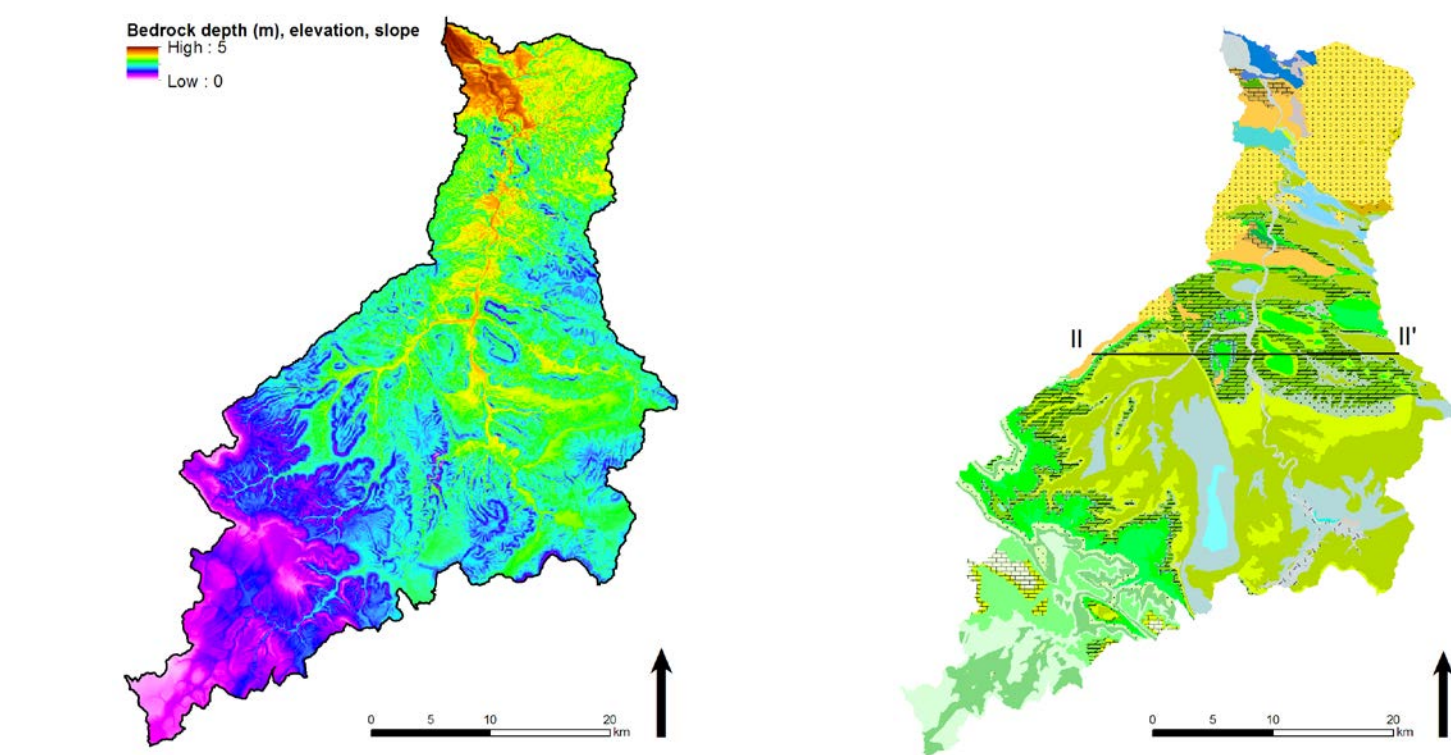 Bedrock depth (m), elevation, slope
High : 5
Low : 0
0 5 10 20
km
II II'
0 5 10 20
km